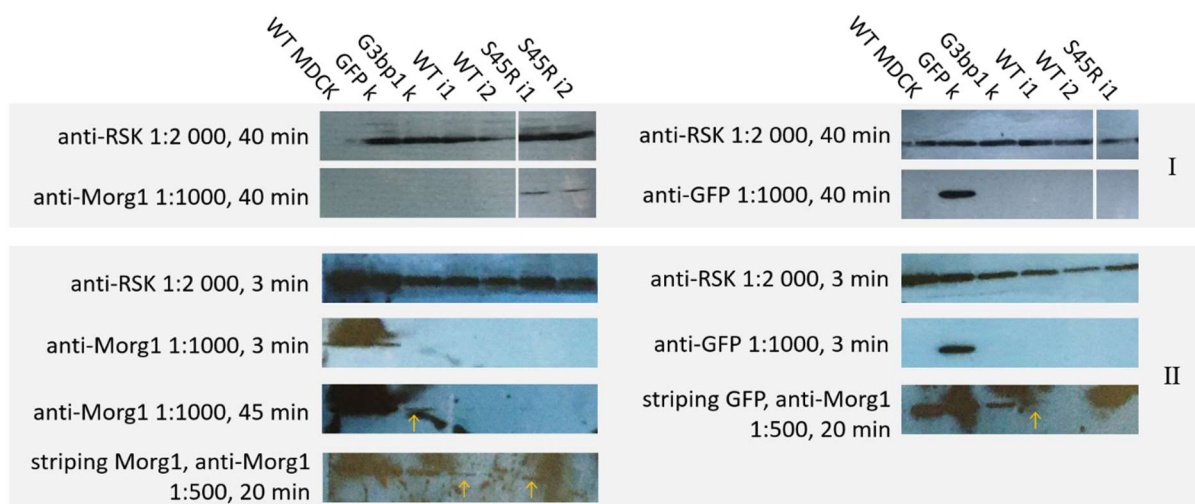 WT MDCK
GFP k
G3bp1 k
WT i1
WT i2
S45R i1
S45R i2
anti-RSK 1:2 000, 40 min
anti-Morg1 1:1000, 40 min
WT MDCK
GFP k
G3bp1 k
WT i1
WT i2
S45R i1
anti-RSK 1:2 000, 40 min
anti-GFP 1:1000, 40 min
I
anti-RSK 1:2 000, 3 min
anti-Morg1 1:1000, 3 min
anti-Morg1 1:1000, 45 min
striping Morg1, anti-Morg1
1:500, 20 min
anti-RSK 1:2 000, 3 min
anti-GFP 1:1000, 3 min
striping GFP, anti-Morg1
1:500, 20 min
II